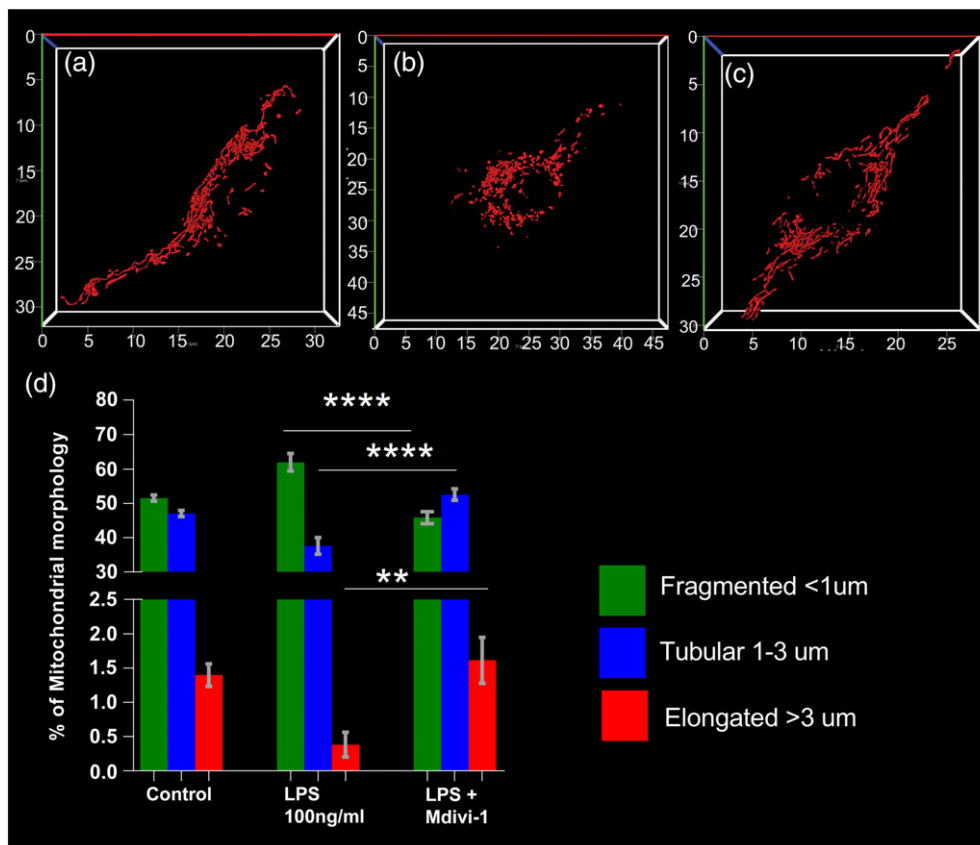 (a)
0
5
10
15
20
25
30
0 5 10 15 20 25 30
(b)
0
5
10
15
20
25
30
35
40
45
0 5 10 15 20 25 30 35 40 45
(c)
0
5
10
15
20
25
30
0 5 10 15 20 25
(d)
% of Mitochondrial morphology
80
70
60
50
40
30
2.5
2.0
1.5
1.0
0.5
0.0
****
****
**
Control
LPS
100ng/ml
LPS +
Mdivi-1
Fragmented <1um
Tubular 1-3 um
Elongated >3 um